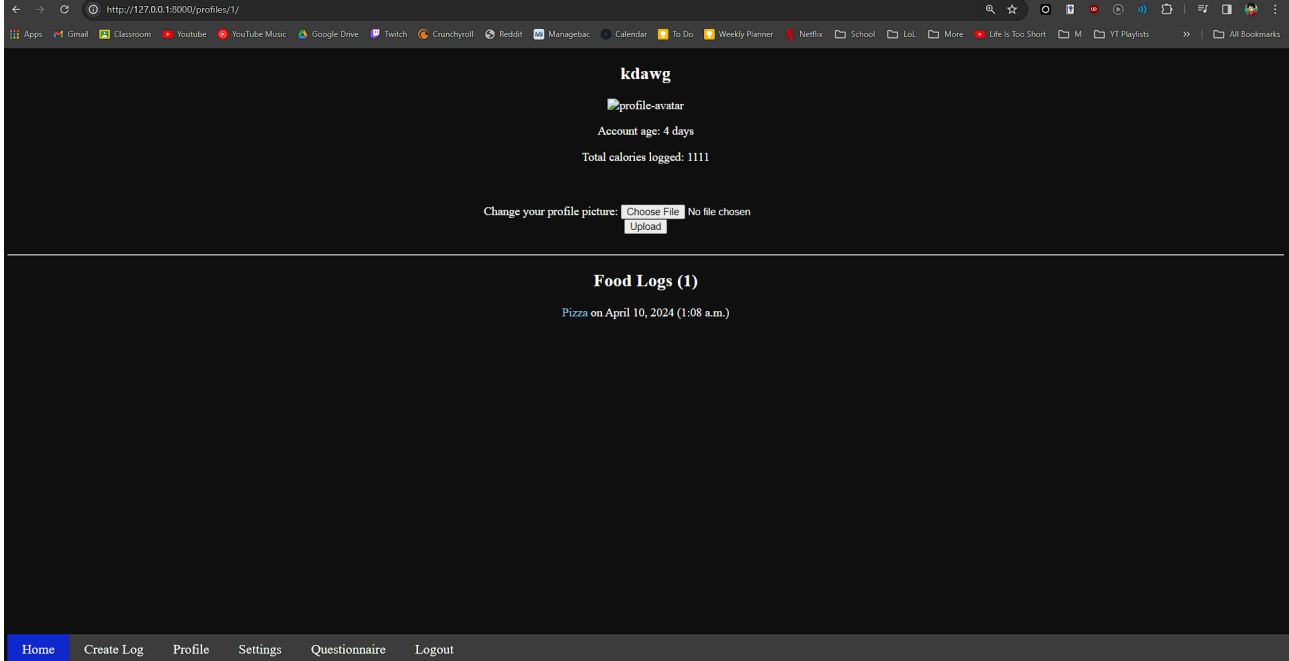 http://127.0.0.1:8000/profiles/1/
Apps Gmail Classroom Youtube YouTube Music Google Drive Twitch Crunchyroll Reddit Managebac Calendar To Do Weekly Planner Netflix School LoL More Life Is Too Short M YT Playlists » All Bookmarks
kdawg
profile-avatar
Account age: 4 days
Total calories logged: 1111
Change your profile picture: Choose File No file chosen
Upload
Food Logs (1)
Pizza on April 10, 2024 (1:08 a.m.)
Home Create Log Profile Settings Questionnaire Logout